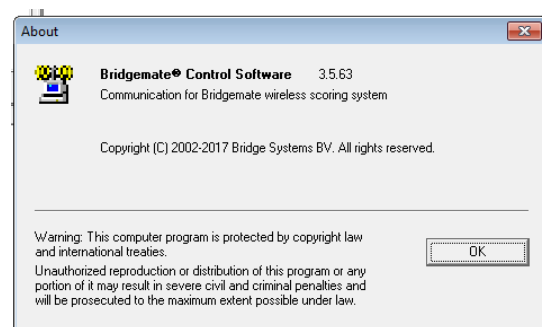 About
Bridgemate® Control Software 3.5.63
Communication for Bridgemate wireless scoring system
Copyright (C) 2002-2017 Bridge Systems BV. All rights reserved.
Warning: This computer program is protected by copyright law
and international treaties.
OK
Unauthorized reproduction or distribution of this program or any
portion of it may result in severe civil and criminal penalties and
will be prosecuted to the maximum extent possible under law.